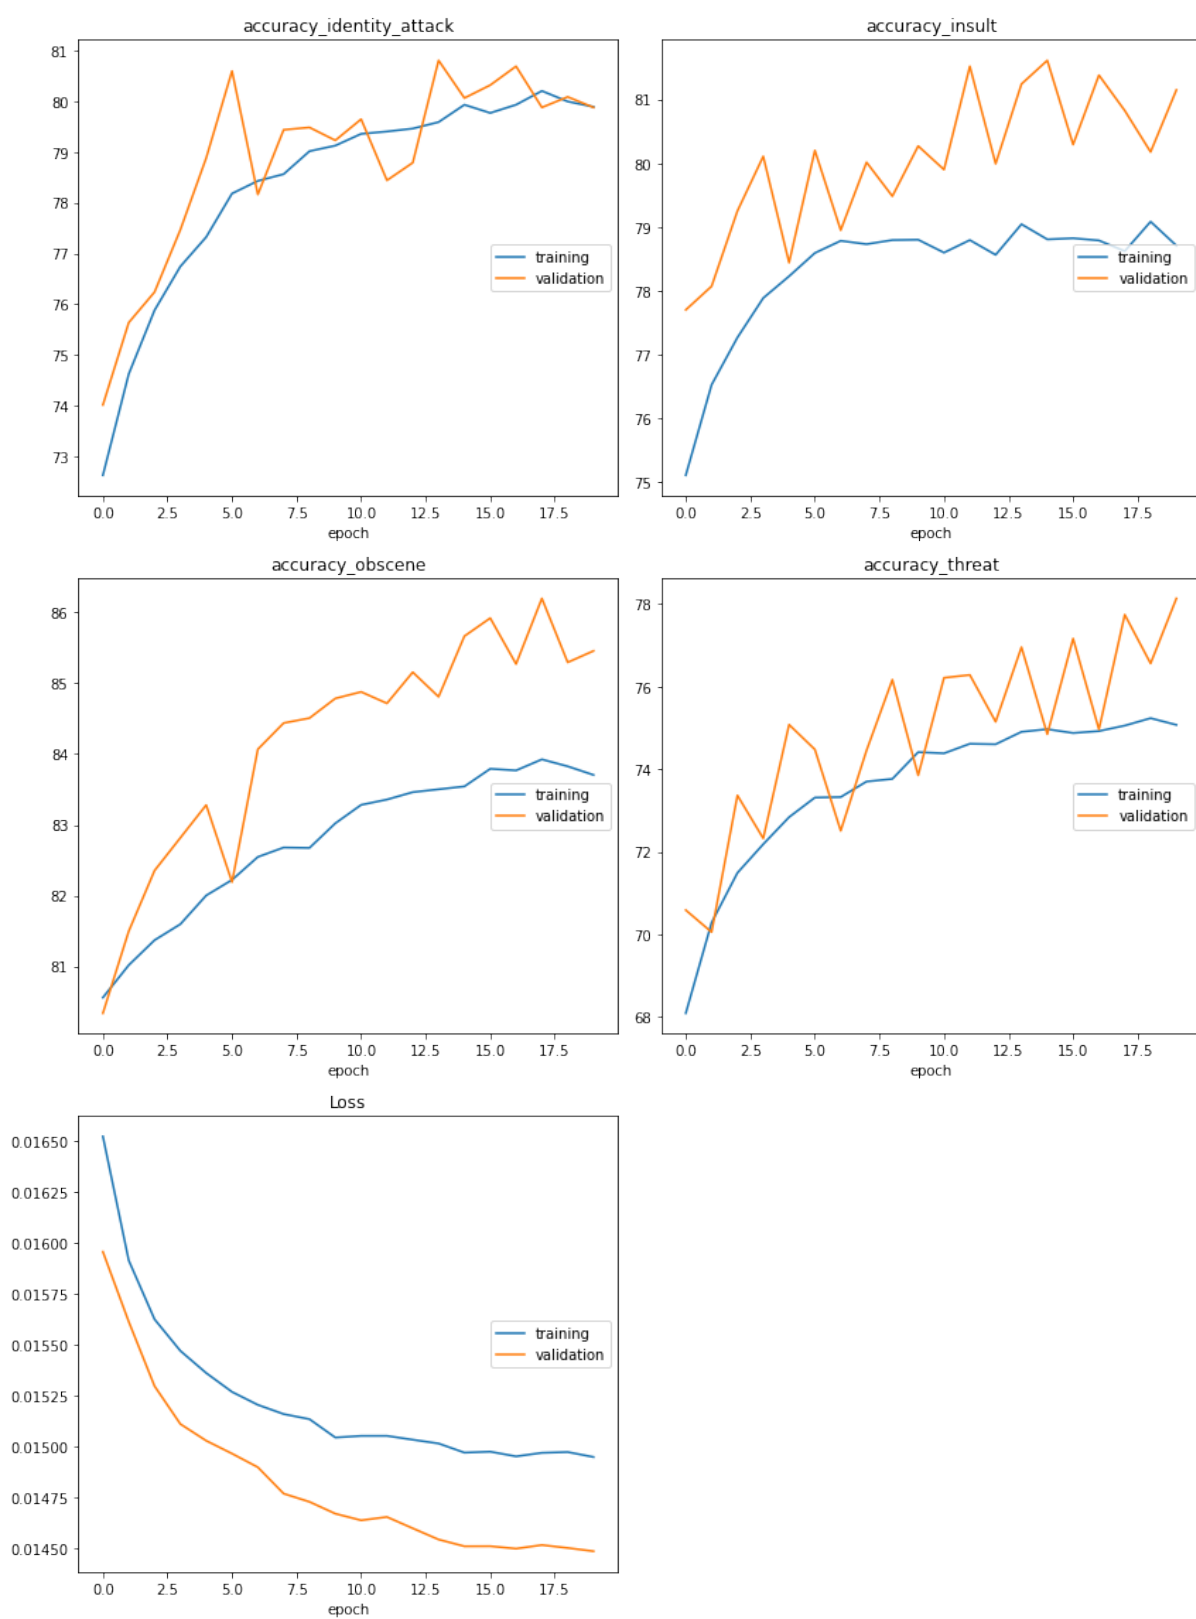 accuracy_identity_attack
81
80
79
78
77
76
75
74
73
training
validation
0.0 2.5 5.0 7.5 10.0 12.5 15.0 17.5
epoch
accuracy_insult
81
80
79
78
77
76
75
training
validation
0.0 2.5 5.0 7.5 10.0 12.5 15.0 17.5
epoch
accuracy_obscene
86
85
84
83
82
81
training
validation
0.0 2.5 5.0 7.5 10.0 12.5 15.0 17.5
epoch
accuracy_threat
78
76
74
72
70
68
training
validation
0.0 2.5 5.0 7.5 10.0 12.5 15.0 17.5
epoch
Loss
0.01650
0.01625
0.01600
0.01575
0.01550
0.01525
0.01500
0.01475
0.01450
training
validation
0.0 2.5 5.0 7.5 10.0 12.5 15.0 17.5
epoch